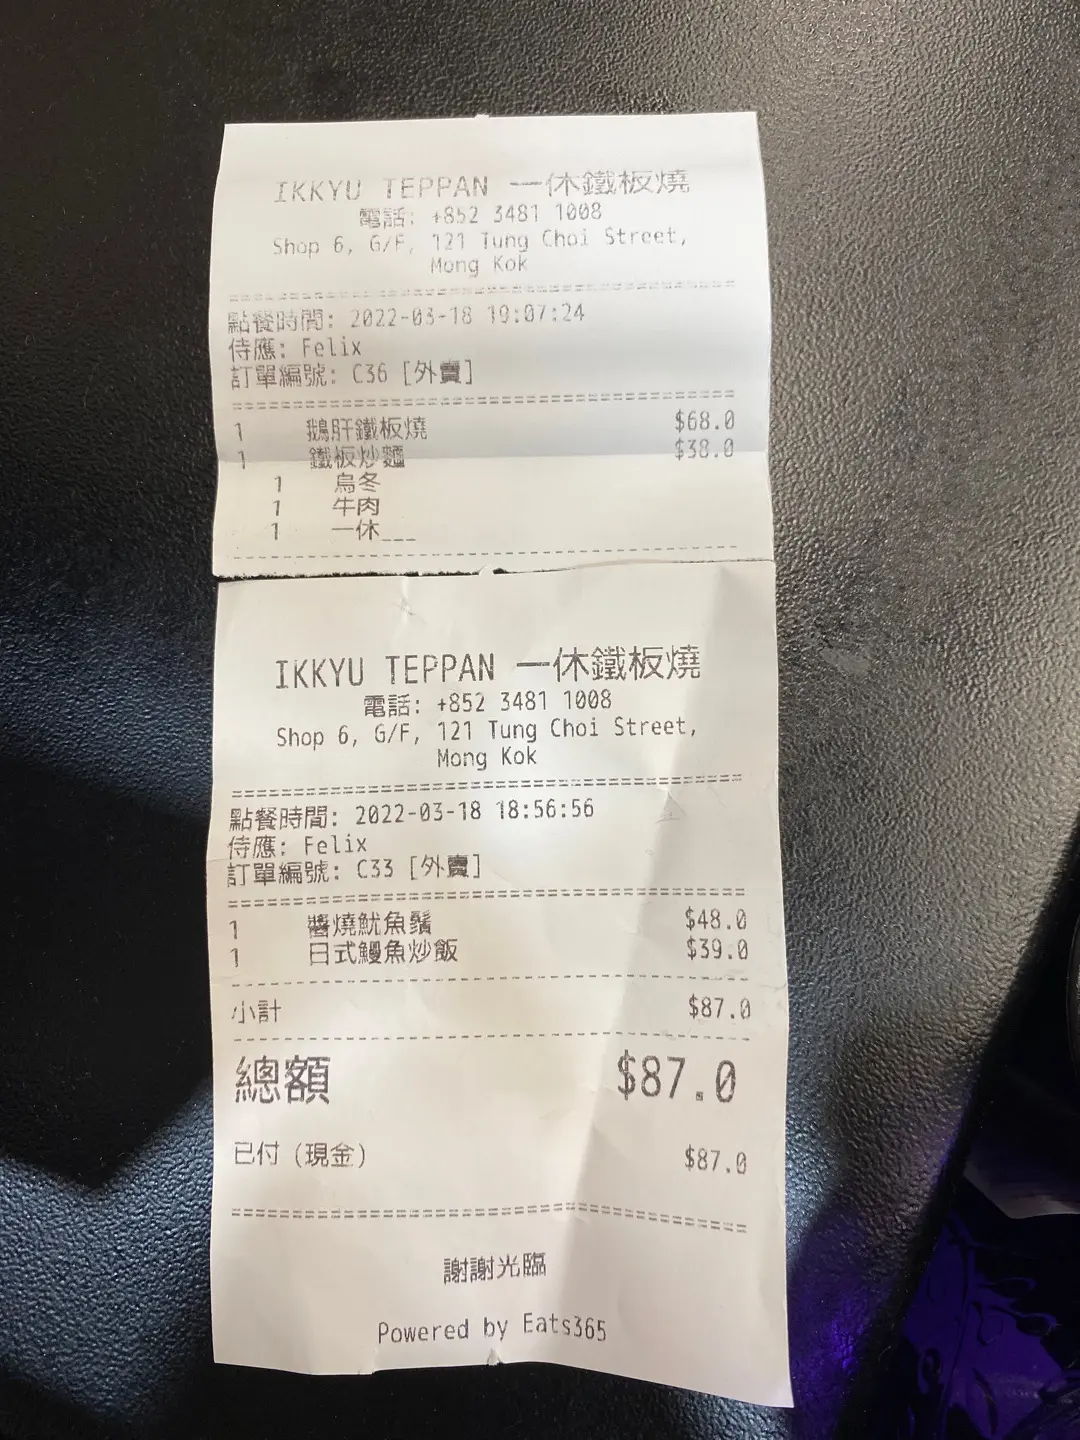 IKKYU TEPPAN 一休鐵板燒
電話: +852 3481 1008
Shop 6, G/F, 121 Tung Choi Street,
Mong Kok
點餐時間: 2022-03-18 19:07:24
侍應: Felix
訂單編號: C36 [外賣]
1 鵝肝鐵板燒 $68.0
1 鐵板炒麵 $38.0
1 烏冬
1 牛肉
1 一休___
IKKYU TEPPAN 一休鐵板燒
電話: +852 3481 1008
Shop 6, G/F, 121 Tung Choi Street,
Mong Kok
點餐時間: 2022-03-18 18:56:56
侍應: Felix
訂單編號: C33 [外賣]
1 醬燒魷魚鬚 $48.0
1 日式鰻魚炒飯 $39.0
小計 $87.0
總額 $87.0
已付 (現金) $87.0
謝謝光臨
Powered by Eats365